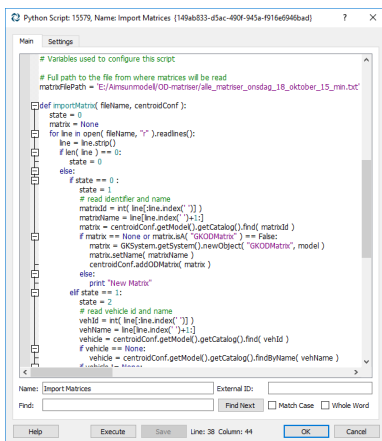 Python Script: 15579, Name: Import Matrices {149ab833-d5ac-490f-945a-f916e6946bad}
? X
Main Settings
# Variables used to configure this script
# Full path to the file from where matrices will be read
matrixFilePath = 'E:/Aimsunmodel/OD-matriser/alle_matriser_onsdag_18_oktober_15_min.txt'
def importMatrix( fileName, centroidConf ):
state = 0
matrix = None
for line in open( fileName, "r" ).readlines():
line = line.strip()
if len( line ) == 0:
state = 0
else:
if state == 0 :
state = 1
# read identifier and name
matrixId = int( line[:line.index(' ')] )
matrixName = line[line.index(' ')+1:]
matrix = centroidConf.getModel().getCatalog().find( matrixId )
if matrix == None or matrix.isA( "GKODMatrix" ) == False:
matrix = GKSystem.getSystem().newObject( "GKODMatrix", model )
matrix.setName( matrixName )
centroidConf.addODMatrix( matrix )
else:
print "New Matrix"
elif state == 1:
state = 2
# read vehicle id and name
vehId = int( line[:line.index(' ')] )
vehName = line[line.index(' ')+1:]
vehicle = centroidConf.getModel().getCatalog().find( vehId )
if vehicle == None:
vehicle = centroidConf.getModel().getCatalog().findByName( vehName )
if vehicle != None:
Name: Import Matrices External ID:
Find: Find Next Match Case Whole Word
Help Execute Save Line: 38 Column: 44 OK Cancel